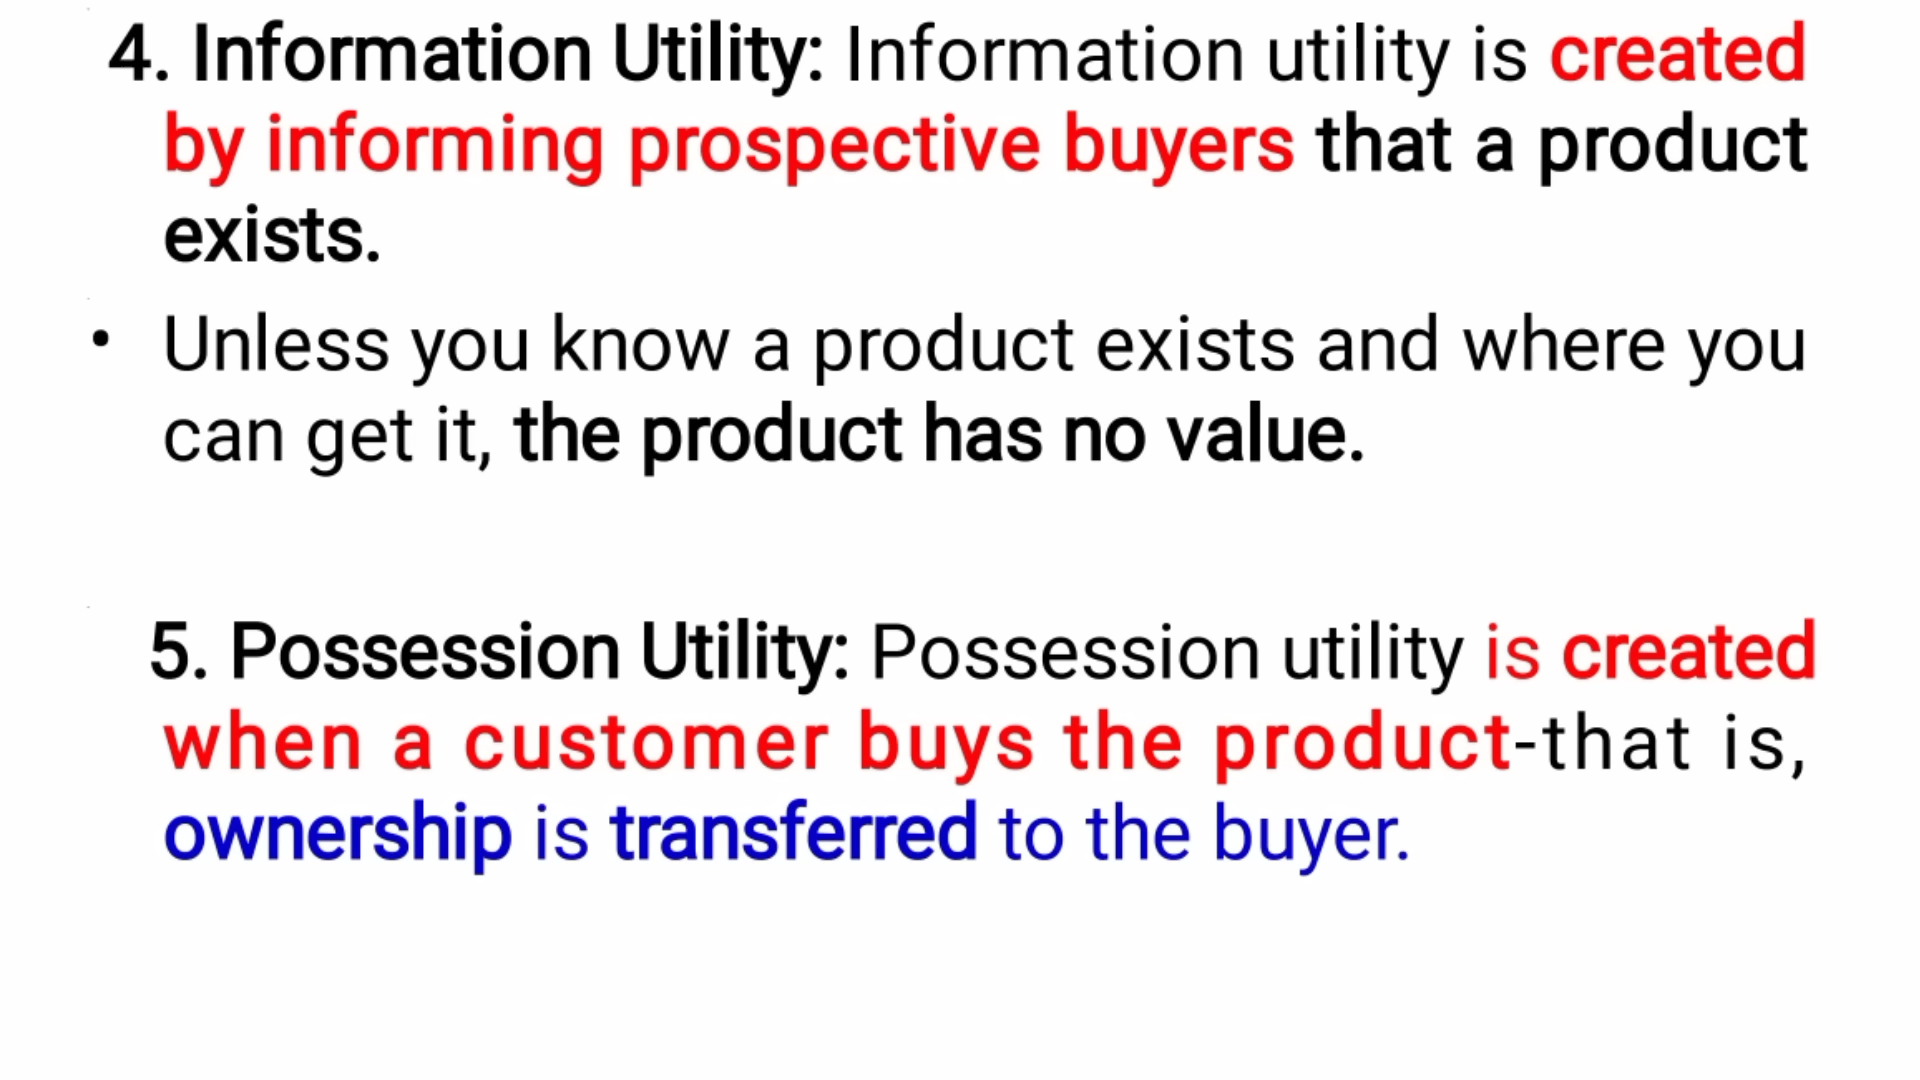 4. Information Utility: Information utility is created
by informing prospective buyers that a product
exists.
• Unless you know a product exists and where you
can get it, the product has no value.
5. Possession Utility: Possession utility is created
when a customer buys the product-that is,
ownership is transferred to the buyer.